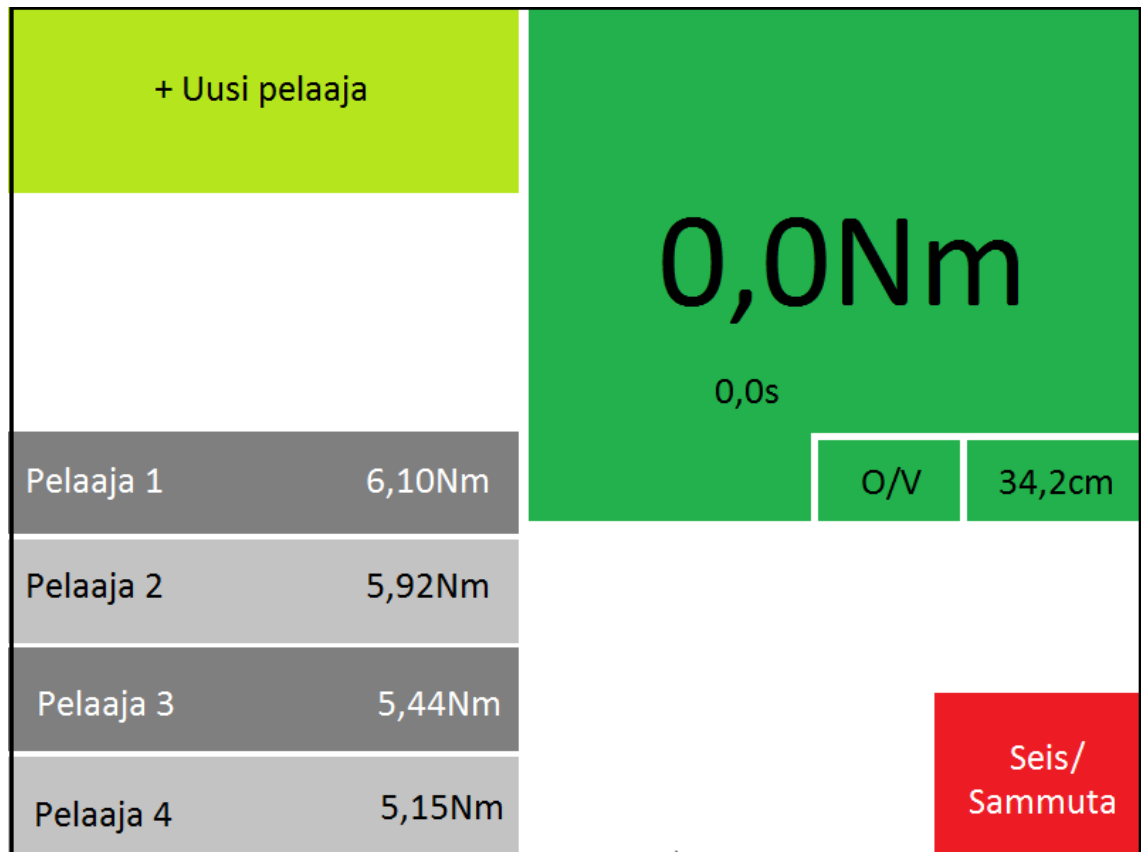 + Uusi pelaaja
0,0Nm
0,0s
O/V 34,2cm
Pelaaja 1 6,10Nm
Pelaaja 2 5,92Nm
Pelaaja 3 5,44Nm
Pelaaja 4 5,15Nm
Seis/
Sammuta